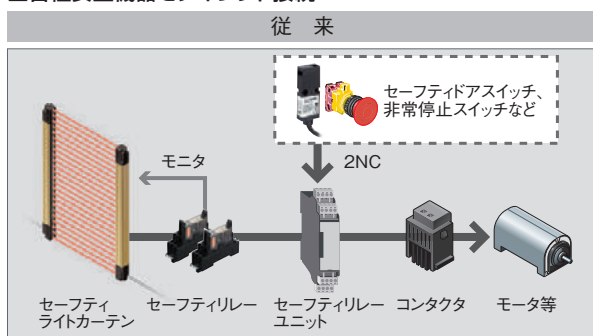 従 来
セーフティドアスイッチ、
非常停止スイッチなど
モニタ
2NC
セーフティ
ライトカーテン
セーフティリレー
セーフティリレー
ユニット
コンタクタ
モータ等